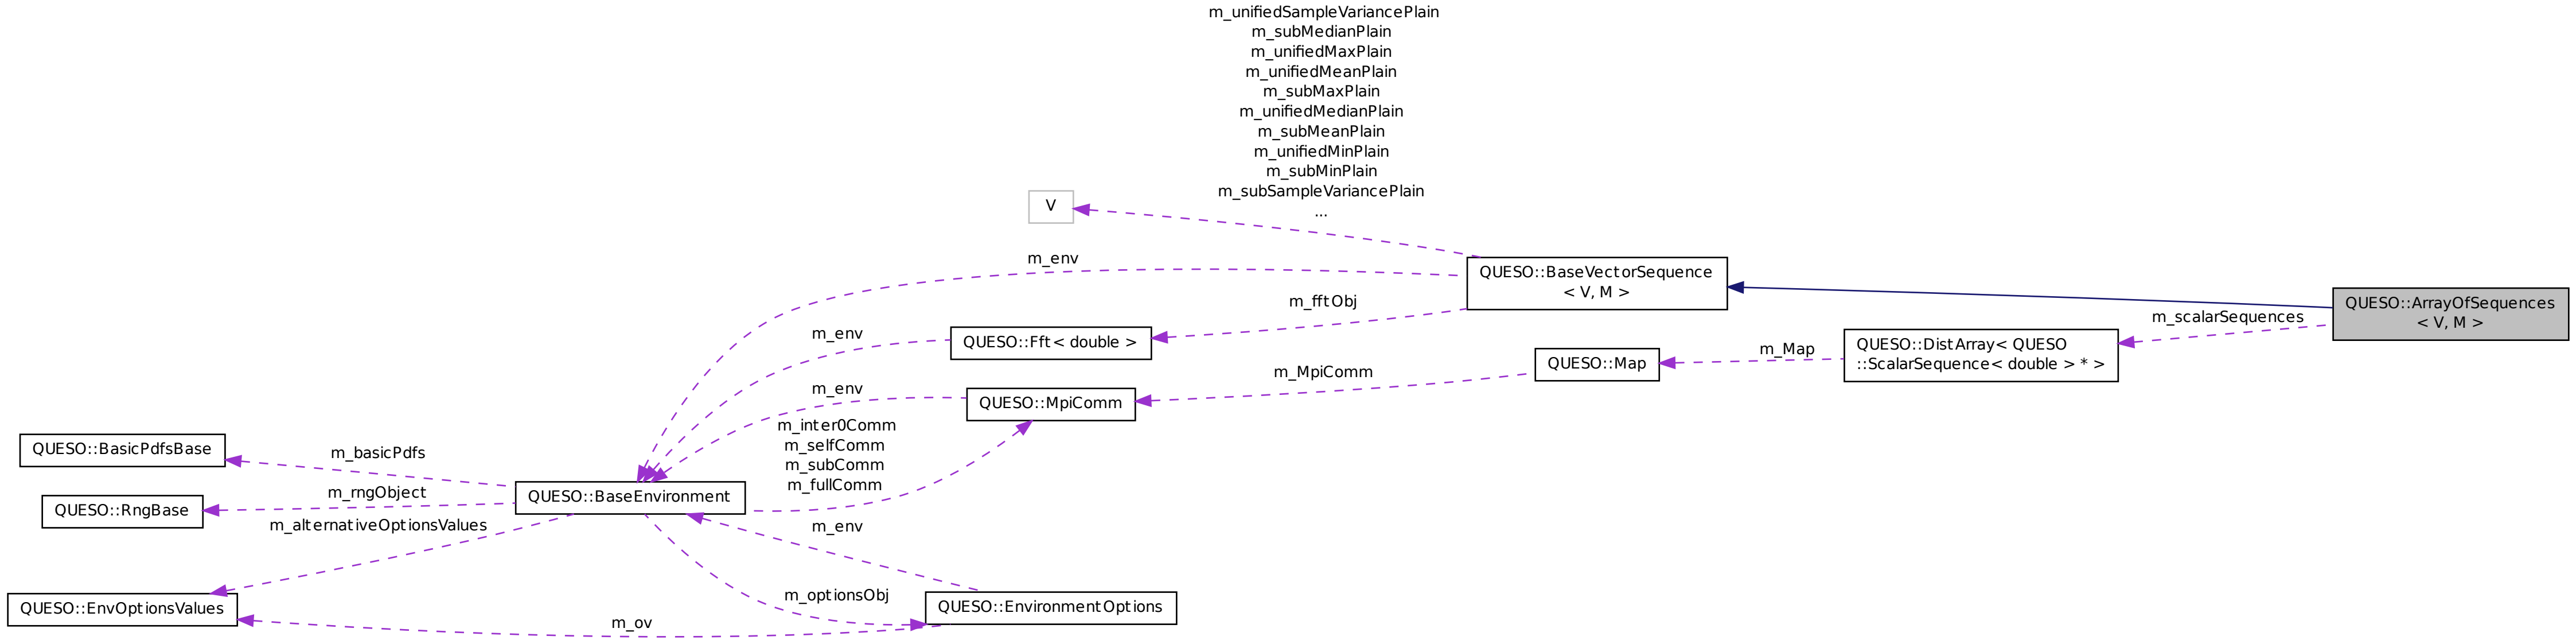 m_unifiedSampleVariancePlain
m_subMedianPlain
m_unifiedMaxPlain
m_unifiedMeanPlain
m_subMaxPlain
m_unifiedMedianPlain
m_subMeanPlain
m_unifiedMinPlain
m_subMinPlain
m_subSampleVariancePlain
...
V
m_env
QUESO::BaseVectorSequence
< V, M >
QUESO::ArrayOfSequences
< V, M >
m_fftObj
m_scalarSequences
m_env
QUESO::Fft< double >
QUESO::DistArray< QUESO
::ScalarSequence< double > * >
m_Map
QUESO::Map
m_MpiComm
m_env
QUESO::MpiComm
m_inter0Comm
m_selfComm
m_subComm
m_fullComm
QUESO::BasicPdfsBase
m_basicPdfs
m_rngObject
QUESO::RngBase
QUESO::BaseEnvironment
m_alternativeOptionsValues
m_env
m_optionsObj
QUESO::EnvOptionsValues
QUESO::EnvironmentOptions
m_ov